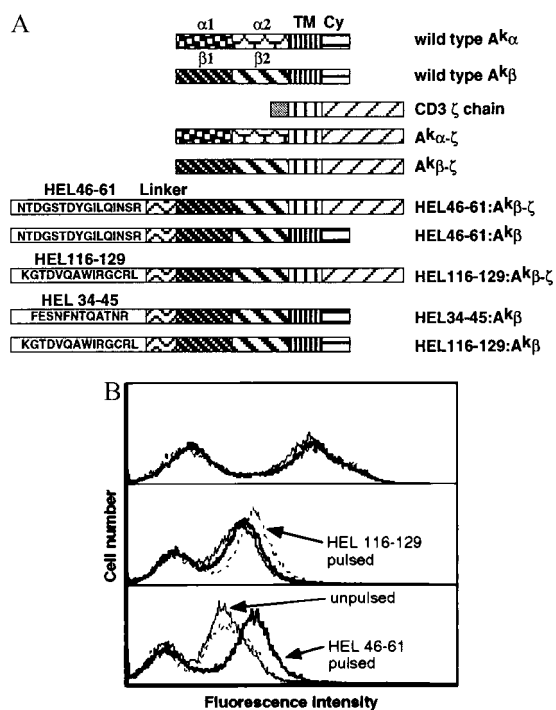 A
α1 α2 TM Cy
wild type Aᵏα
β1 β2
wild type Aᵏβ
CD3 ζ chain
Aᵏα-ζ
Aᵏβ-ζ
HEL46-61 Linker
NTDGSTDYGILQINSR HEL46-61:Aᵏβ-ζ
NTDGSTDYGILQINSR HEL46-61:Aᵏβ
HEL116-129
KGTDVQAWIRGCRL HEL116-129:Aᵏβ-ζ
HEL 34-45
FESNFNTQATNR HEL34-45:Aᵏβ
KGTDVQAWIRGCRL HEL116-129:Aᵏβ
B
Cell number
HEL 116-129
pulsed
unpulsed
HEL 46-61
pulsed
Fluorescence intensity